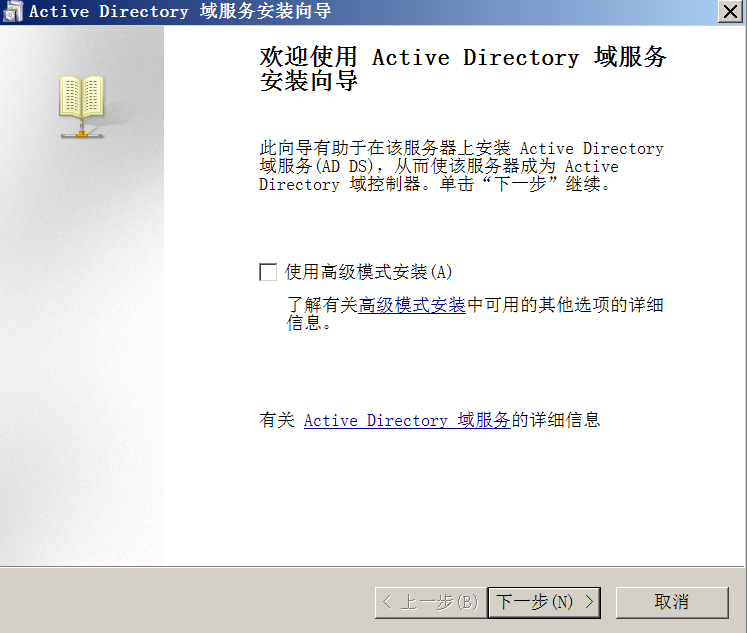 Active Directory 域服务安装向导
欢迎使用 Active Directory 域服务
安装向导
此向导有助于在该服务器上安装 Active Directory
域服务(AD DS)，从而使该服务器成为 Active
Directory 域控制器。单击“下一步”继续。
使用高级模式安装(A)
了解有关高级模式安装中可用的其他选项的详细
信息。
有关 Active Directory 域服务的详细信息
< 上一步(B) 下一步(N) > 取消